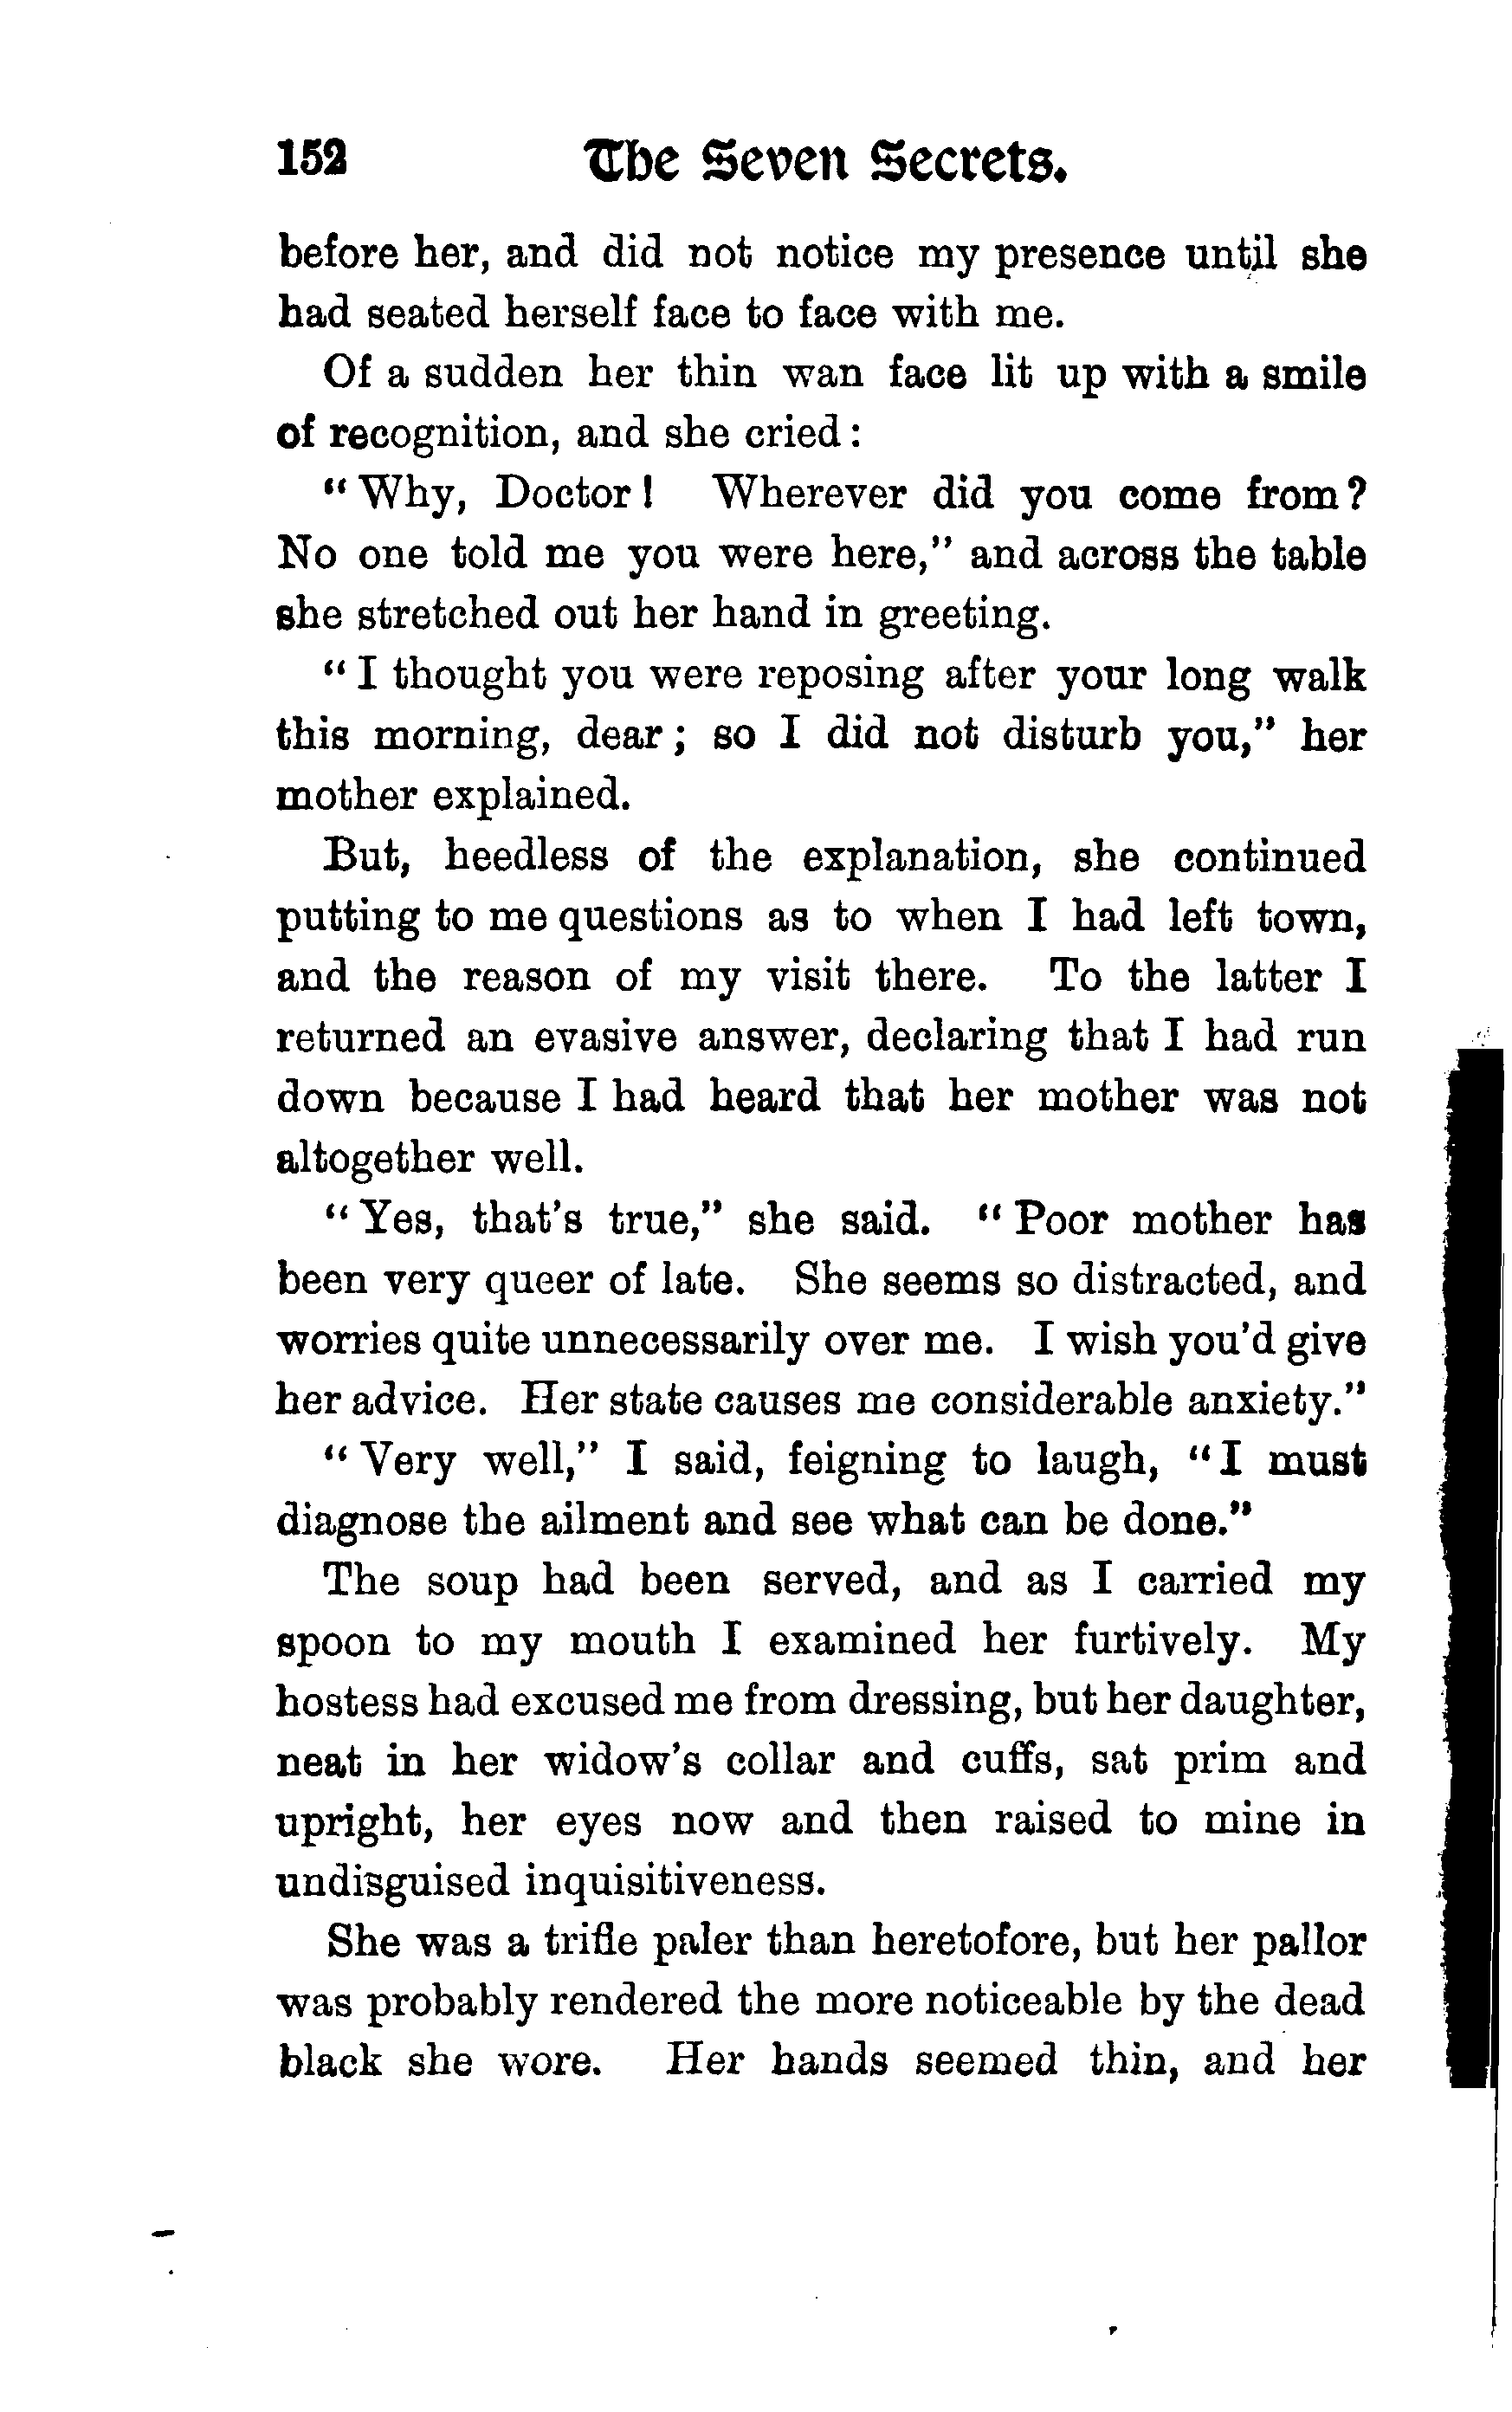 152 The Seven Secrets.
before her, and did not notice my presence until she
had seated herself face to face with me.
Of a sudden her thin wan face lit up with a smile
of recognition, and she cried:
"Why, Doctor! Wherever did you come from?
No one told me you were here," and across the table
she stretched out her hand in greeting.
"I thought you were reposing after your long walk
this morning, dear; so I did not disturb you," her
mother explained.
But, heedless of the explanation, she continued
putting to me questions as to when I had left town,
and the reason of my visit there. To the latter I
returned an evasive answer, declaring that I had run
down because I had heard that her mother was not
altogether well.
"Yes, that's true," she said. "Poor mother has
been very queer of late. She seems so distracted, and
worries quite unnecessarily over me. I wish you'd give
her advice. Her state causes me considerable anxiety."
"Very well," I said, feigning to laugh, "I must
diagnose the ailment and see what can be done."
The soup had been served, and as I carried my
spoon to my mouth I examined her furtively. My
hostess had excused me from dressing, but her daughter,
neat in her widow's collar and cuffs, sat prim and
upright, her eyes now and then raised to mine in
undisguised inquisitiveness.
She was a trifle paler than heretofore, but her pallor
was probably rendered the more noticeable by the dead
black she wore. Her hands seemed thin, and her